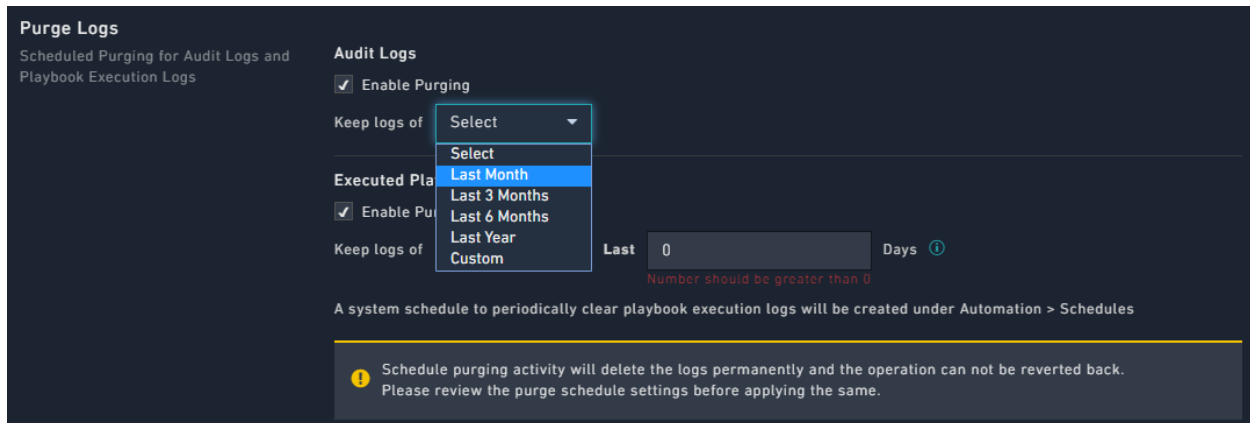 Purge Logs
Scheduled Purging for Audit Logs and
Playbook Execution Logs
Audit Logs
Enable Purging
Keep logs of
Select
Select
Last Month
Last 3 Months
Last 6 Months
Last Year
Custom
Executed Pla
Enable Pu
Keep logs of
Last
0
Days
Number should be greater than 0
A system schedule to periodically clear playbook execution logs will be created under Automation > Schedules
Schedule purging activity will delete the logs permanently and the operation can not be reverted back.
Please review the purge schedule settings before applying the same.